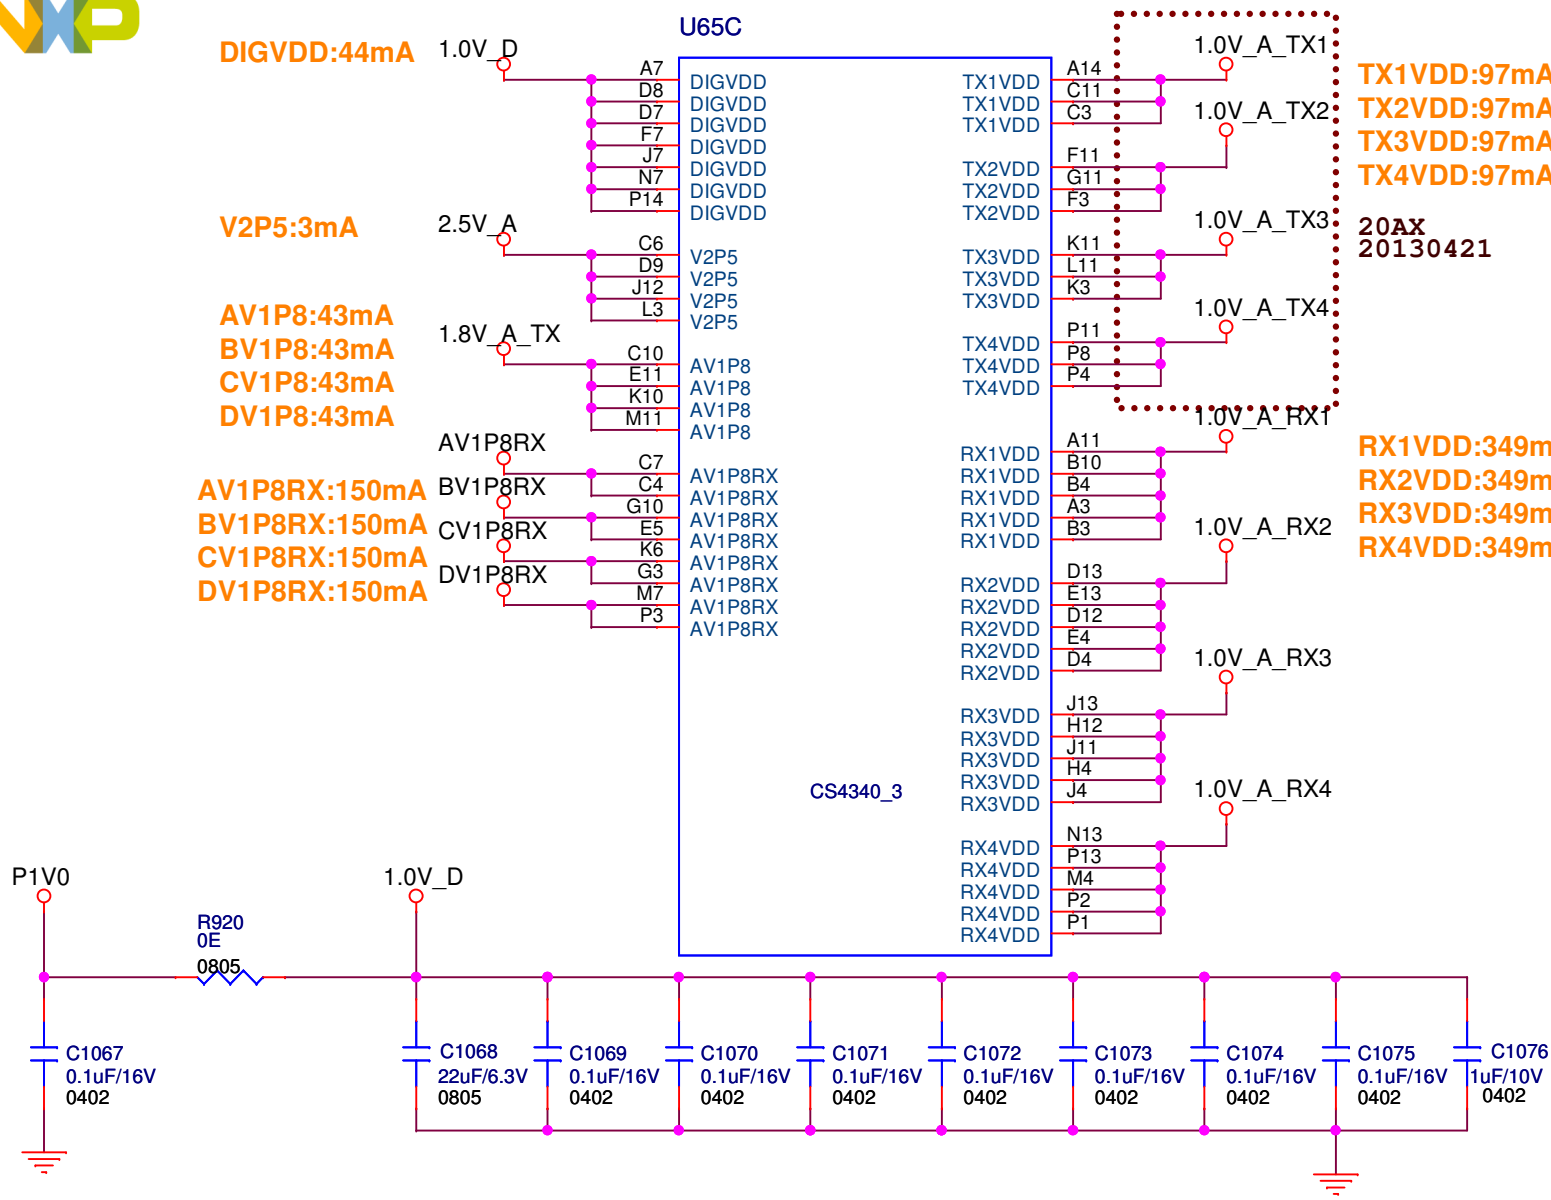 NXP
U65C
DIGVDD:44mA
1.0V_D
A7 DIGVDD
D8 DIGVDD
D7 DIGVDD
F7 DIGVDD
J7 DIGVDD
N7 DIGVDD
P14 DIGVDD
V2P5:3mA
2.5V_A
C6 V2P5
D9 V2P5
J12 V2P5
L3 V2P5
AV1P8:43mA
BV1P8:43mA
CV1P8:43mA
DV1P8:43mA
1.8V_A_TX
C10 AV1P8
E11 AV1P8
K10 AV1P8
M11 AV1P8
AV1P8RX:150mA
BV1P8RX:150mA
CV1P8RX:150mA
DV1P8RX:150mA
AV1P8RX
BV1P8RX
CV1P8RX
DV1P8RX
C7 AV1P8RX
C4 AV1P8RX
G10 AV1P8RX
E5 AV1P8RX
K6 AV1P8RX
G3 AV1P8RX
M7 AV1P8RX
P3 AV1P8RX
CS4340_3
TX1VDD A14
TX1VDD C11
TX1VDD C3
1.0V_A_TX1
TX2VDD F11
TX2VDD G11
TX2VDD F3
1.0V_A_TX2
TX3VDD K11
TX3VDD L11
TX3VDD K3
1.0V_A_TX3
TX4VDD P11
TX4VDD P8
TX4VDD P4
1.0V_A_TX4
RX1VDD A11
RX1VDD B10
RX1VDD B4
RX1VDD A3
RX1VDD B3
1.0V_A_RX1
RX2VDD D13
RX2VDD E13
RX2VDD D12
RX2VDD E4
RX2VDD D4
1.0V_A_RX2
RX3VDD J13
RX3VDD H12
RX3VDD J11
RX3VDD H4
RX3VDD J4
1.0V_A_RX3
RX4VDD N13
RX4VDD P13
RX4VDD M4
RX4VDD P2
RX4VDD P1
1.0V_A_RX4
TX1VDD:97mA
TX2VDD:97mA
TX3VDD:97mA
TX4VDD:97mA
20AX
20130421
RX1VDD:349m
RX2VDD:349m
RX3VDD:349m
RX4VDD:349m
P1V0
R920
0E
0805
1.0V_D
C1067
0.1uF/16V
0402
C1068
22uF/6.3V
0805
C1069
0.1uF/16V
0402
C1070
0.1uF/16V
0402
C1071
0.1uF/16V
0402
C1072
0.1uF/16V
0402
C1073
0.1uF/16V
0402
C1074
0.1uF/16V
0402
C1075
0.1uF/16V
0402
C1076
1uF/10V
0402